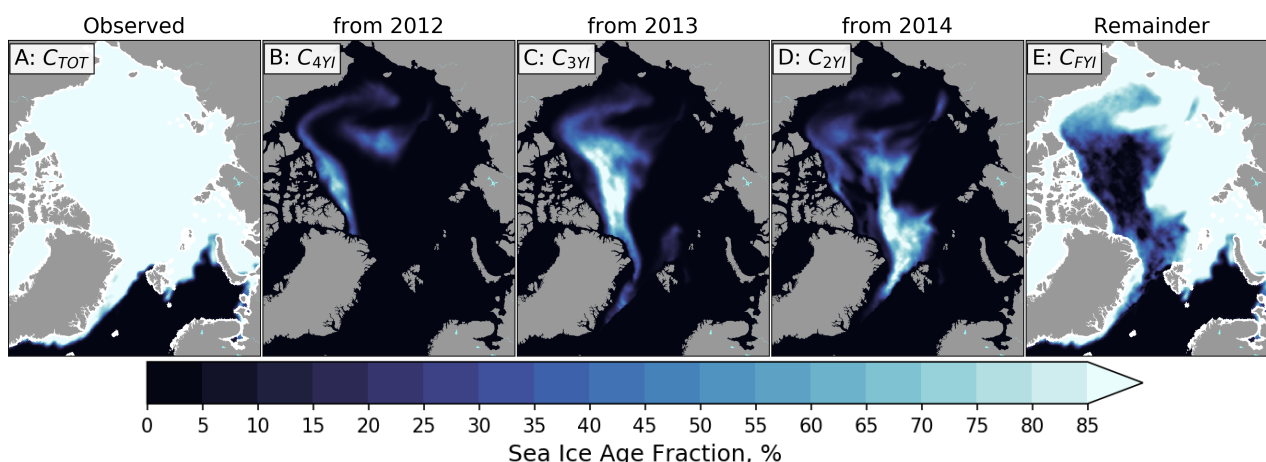 Observed from 2012 from 2013 from 2014 Remainder
A: C_TOT B: C_4YI C: C_3YI D: C_2YI E: C_FYI
0 5 10 15 20 25 30 35 40 45 50 55 60 65 70 75 80 85
Sea Ice Age Fraction, %